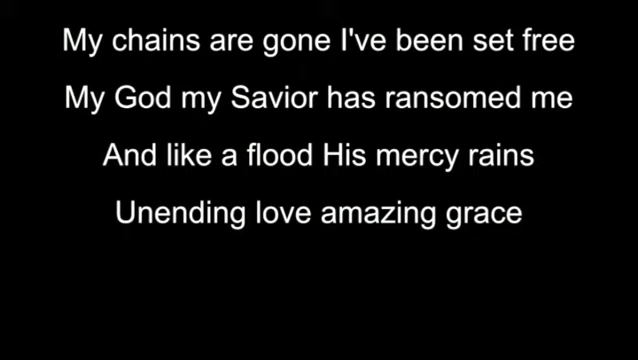 My chains are gone I've been set free
My God my Savior has ransomed me
And like a flood His mercy rains
Unending love amazing grace